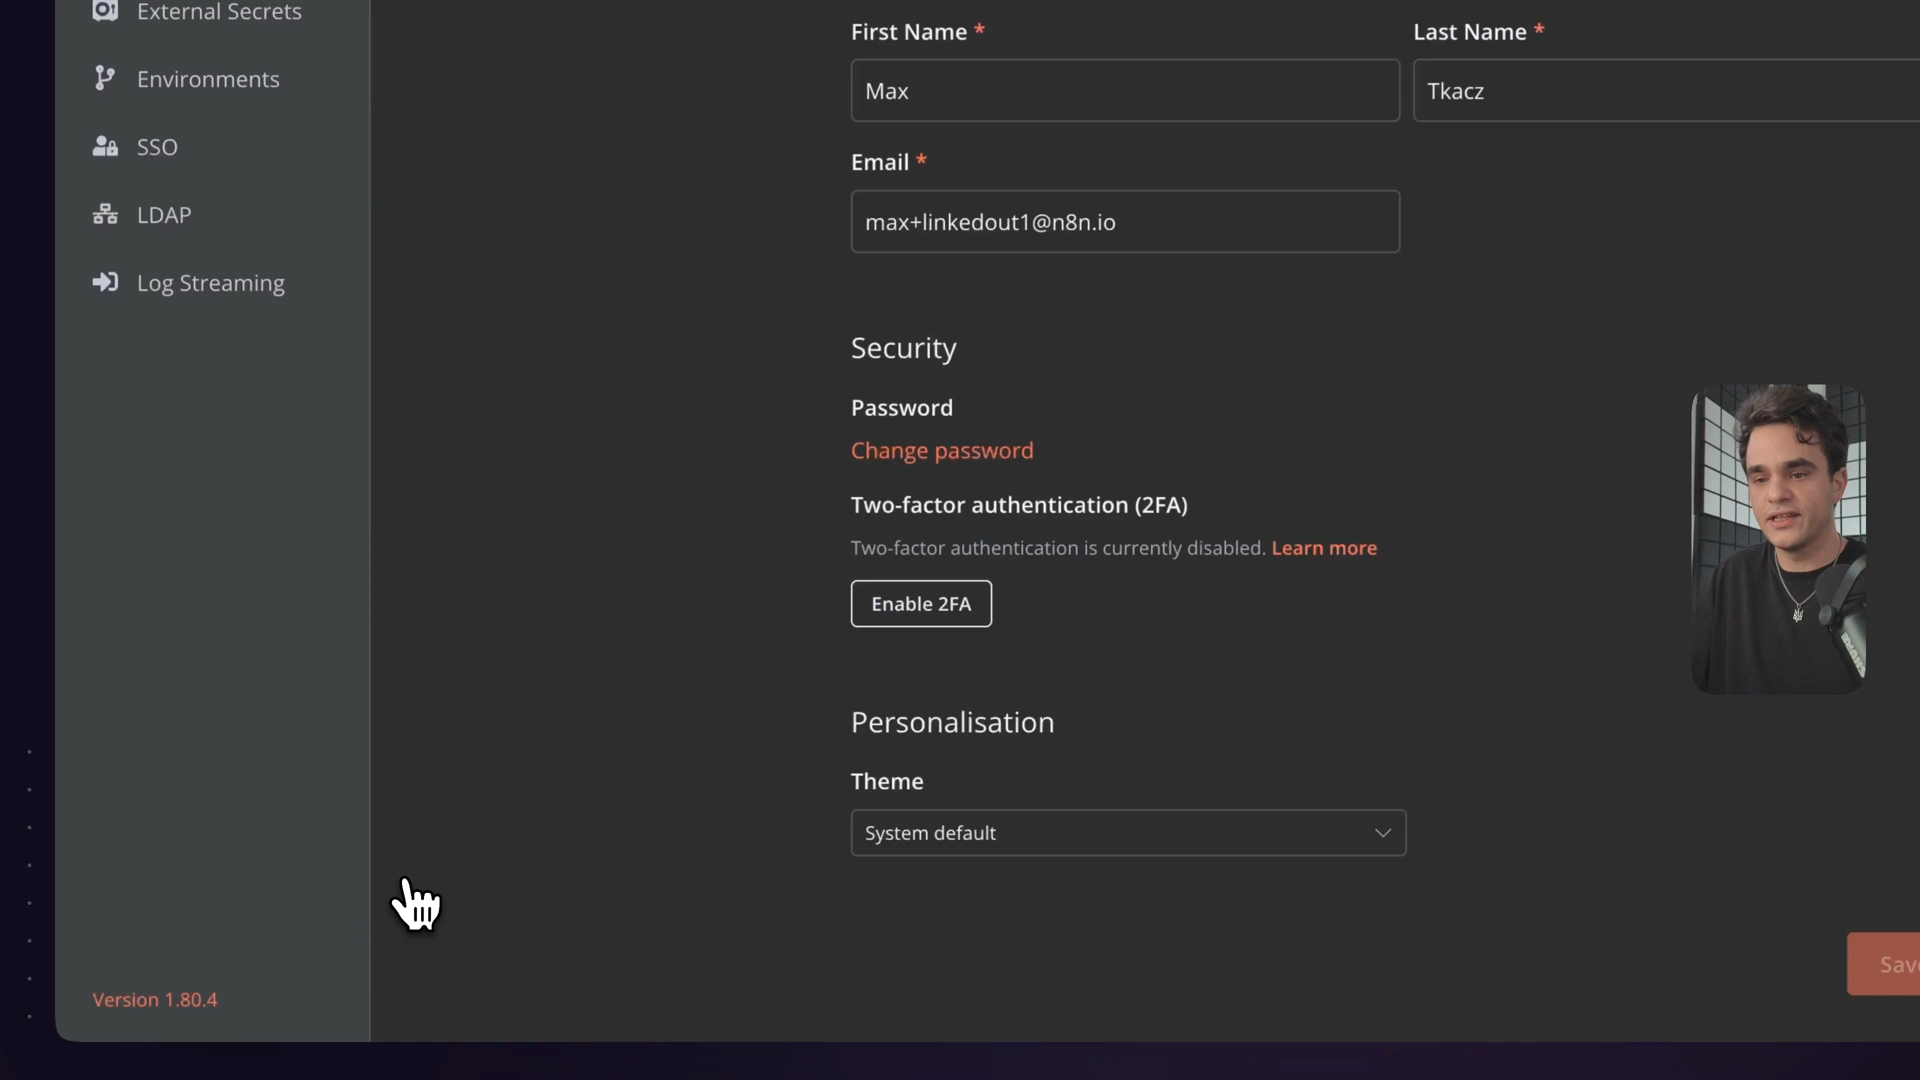 External Secrets
Environments
SSO
LDAP
Log Streaming
Version 1.80.4
First Name *
Last Name *
Max
Tkacz
Email *
max+linkedout1@n8n.io
Security
Password
Change password
Two-factor authentication (2FA)
Two-factor authentication is currently disabled. Learn more
Enable 2FA
Personalisation
Theme
System default